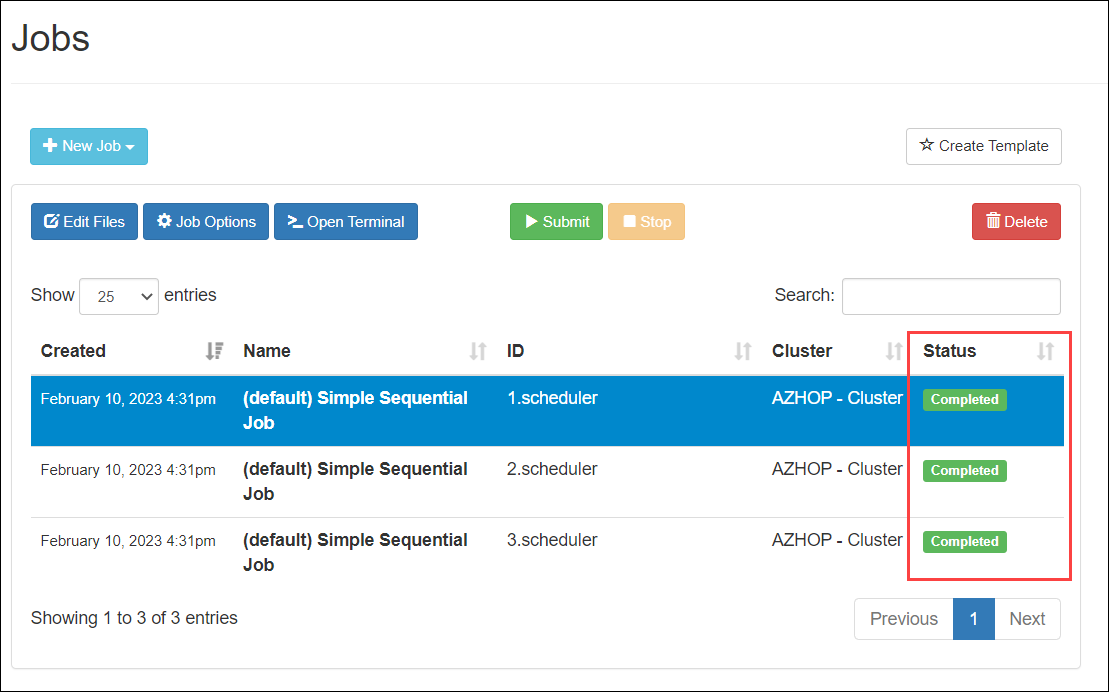 Jobs
New Job
Create Template
Edit Files Job Options Open Terminal Submit Stop Delete
Show 25 entries Search:
Created Name ID Cluster Status
February 10, 2023 4:31pm (default) Simple Sequential 1.scheduler AZHOP - Cluster Completed
Job
February 10, 2023 4:31pm (default) Simple Sequential 2.scheduler AZHOP - Cluster Completed
Job
February 10, 2023 4:31pm (default) Simple Sequential 3.scheduler AZHOP - Cluster Completed
Job
Showing 1 to 3 of 3 entries Previous 1 Next